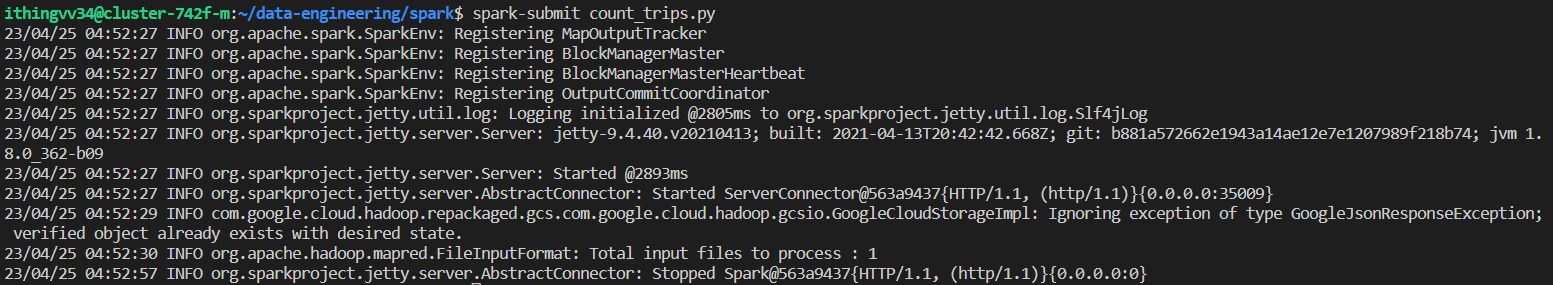 ithingvv34@cluster-742f-m:~/data-engineering/spark$ spark-submit count_trips.py
23/04/25 04:52:27 INFO org.apache.spark.SparkEnv: Registering MapOutputTracker
23/04/25 04:52:27 INFO org.apache.spark.SparkEnv: Registering BlockManagerMaster
23/04/25 04:52:27 INFO org.apache.spark.SparkEnv: Registering BlockManagerMasterHeartbeat
23/04/25 04:52:27 INFO org.apache.spark.SparkEnv: Registering OutputCommitCoordinator
23/04/25 04:52:27 INFO org.sparkproject.jetty.util.log: Logging initialized @2805ms to org.sparkproject.jetty.util.log.Slf4jLog
23/04/25 04:52:27 INFO org.sparkproject.jetty.server.Server: jetty-9.4.40.v20210413; built: 2021-04-13T20:42:42.668Z; git: b881a572662e1943a14ae12e7e1207989f218b74; jvm 1.
8.0_362-b09
23/04/25 04:52:27 INFO org.sparkproject.jetty.server.Server: Started @2893ms
23/04/25 04:52:27 INFO org.sparkproject.jetty.server.AbstractConnector: Started ServerConnector@563a9437{HTTP/1.1, (http/1.1)}{0.0.0.0:35009}
23/04/25 04:52:29 INFO com.google.cloud.hadoop.repackaged.gcs.com.google.cloud.hadoop.gcsio.GoogleCloudStorageImpl: Ignoring exception of type GoogleJsonResponseException;
 verified object already exists with desired state.
23/04/25 04:52:30 INFO org.apache.hadoop.mapred.FileInputFormat: Total input files to process : 1
23/04/25 04:52:57 INFO org.sparkproject.jetty.server.AbstractConnector: Stopped Spark@563a9437{HTTP/1.1, (http/1.1)}{0.0.0.0:0}